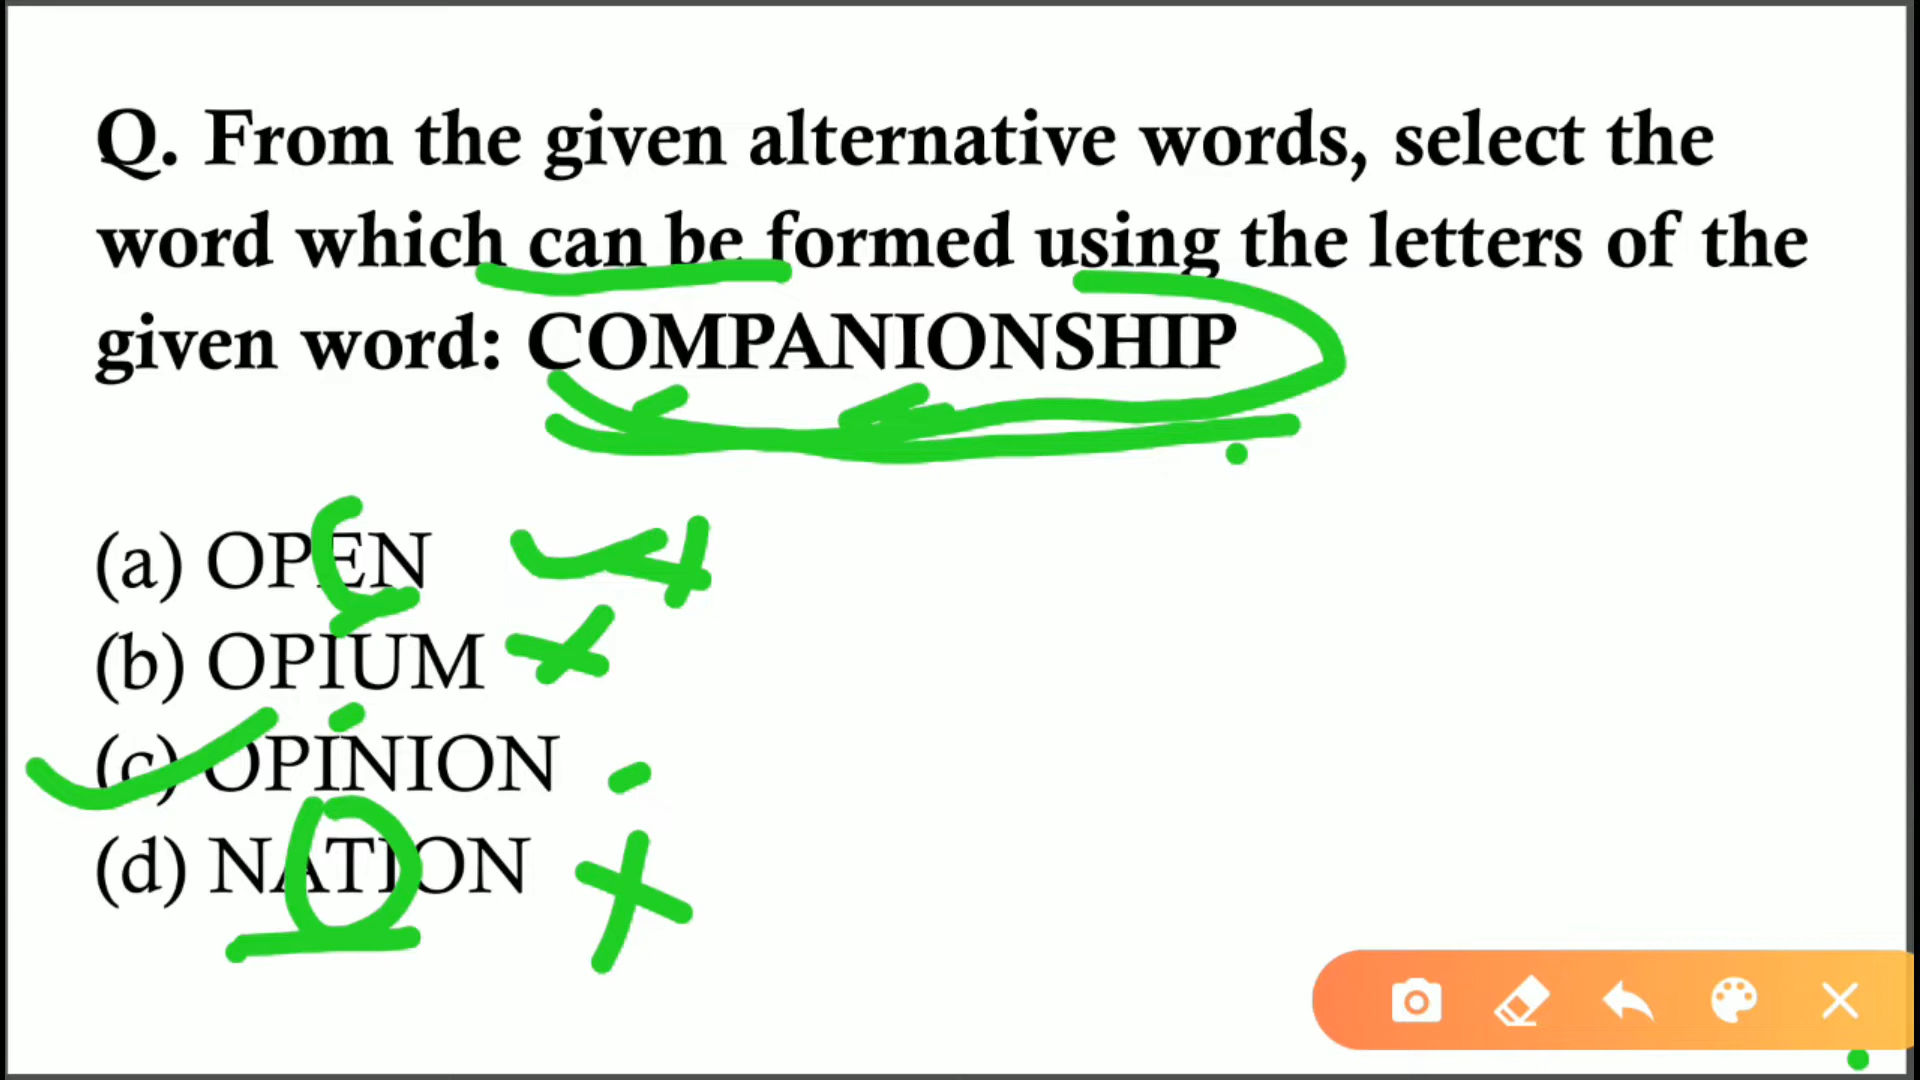 Q. From the given alternative words, select the
word which can be formed using the letters of the
given word: COMPANIONSHIP
(a) OPEN
(b) OPIUM
(c) OPINION
(d) NATION